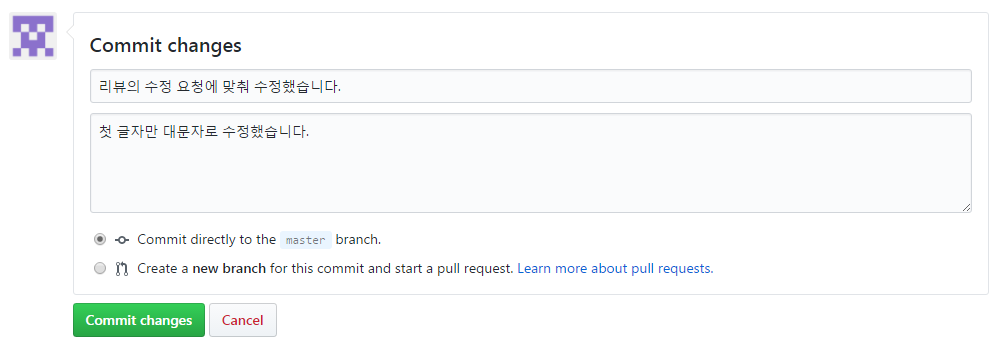 Commit changes
리뷰의 수정 요청에 맞춰 수정했습니다.
첫 글자만 대문자로 수정했습니다.
Commit directly to the master branch.
Create a new branch for this commit and start a pull request. Learn more about pull requests.
Commit changes Cancel